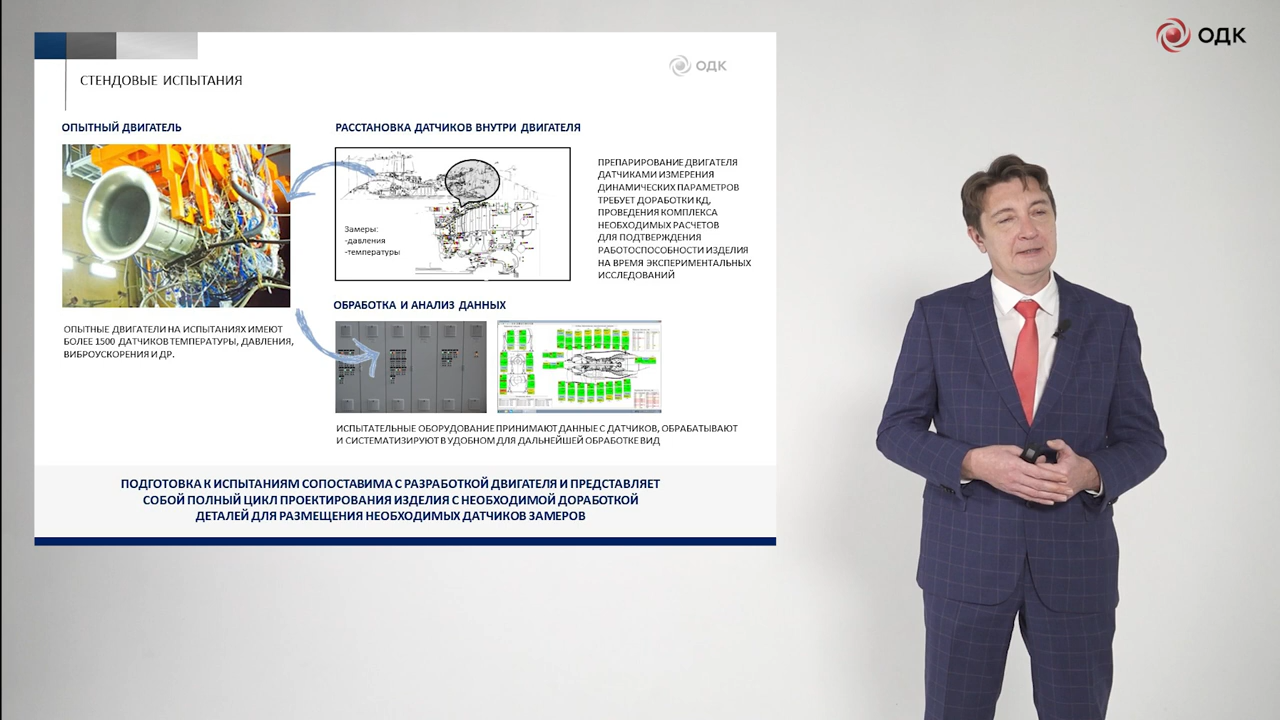 ОДК
ОДК
СТЕНДОВЫЕ ИСПЫТАНИЯ
ОПЫТНЫЙ ДВИГАТЕЛЬ
ОПЫТНЫЕ ДВИГАТЕЛИ НА ИСПЫТАНИЯХ ИМЕЮТ
БОЛЕЕ 1500 ДАТЧИКОВ ТЕМПЕРАТУРЫ, ДАВЛЕНИЯ,
ВИБРОУСКОРЕНИЯ И ДР.
РАССТАНОВКА ДАТЧИКОВ ВНУТРИ ДВИГАТЕЛЯ
Замеры:
-давления
-температуры
ПРЕПАРИРОВАНИЕ ДВИГАТЕЛЯ
ДАТЧИКАМИ ИЗМЕРЕНИЯ
ДИНАМИЧЕСКИХ ПАРАМЕТРОВ
ТРЕБУЕТ ДОРАБОТКИ КД,
ПРОВЕДЕНИЯ КОМПЛЕКСА
НЕОБХОДИМЫХ РАСЧЕТОВ
ДЛЯ ПОДТВЕРЖДЕНИЯ
РАБОТОСПОСБНОСТИ ИЗДЕЛИЯ
НА ВРЕМЯ ЭКСПЕРИМЕНТАЛЬНЫХ
ИССЛЕДОВАНИЙ
ОБРАБОТКА И АНАЛИЗ ДАННЫХ
ИСПЫТАТЕЛЬНЫЕ ОБОРУДОВАНИЕ ПРИНИМАЮТ ДАННЫЕ С ДАТЧИКОВ, ОБРАБАТЫВАЮТ
И СИСТЕМАТИЗИРУЮТ В УДОБНОМ ДЛЯ ДАЛЬНЕЙШЕЙ ОБРАБОТКЕ ВИД
ПОДГОТОВКА К ИСПЫТАНИЯМ СОПОСТАВИМА С РАЗРАБОТКОЙ ДВИГАТЕЛЯ И ПРЕДСТАВЛЯЕТ
СОБОЙ ПОЛНЫЙ ЦИКЛ ПРОЕКТИРОВАНИЯ ИЗДЕЛИЯ С НЕОБХОДИМОЙ ДОРАБОТКОЙ
ДЕТАЛЕЙ ДЛЯ РАЗМЕЩЕНИЯ НЕОБХОДИМЫХ ДАТЧИКОВ ЗАМЕРОВ